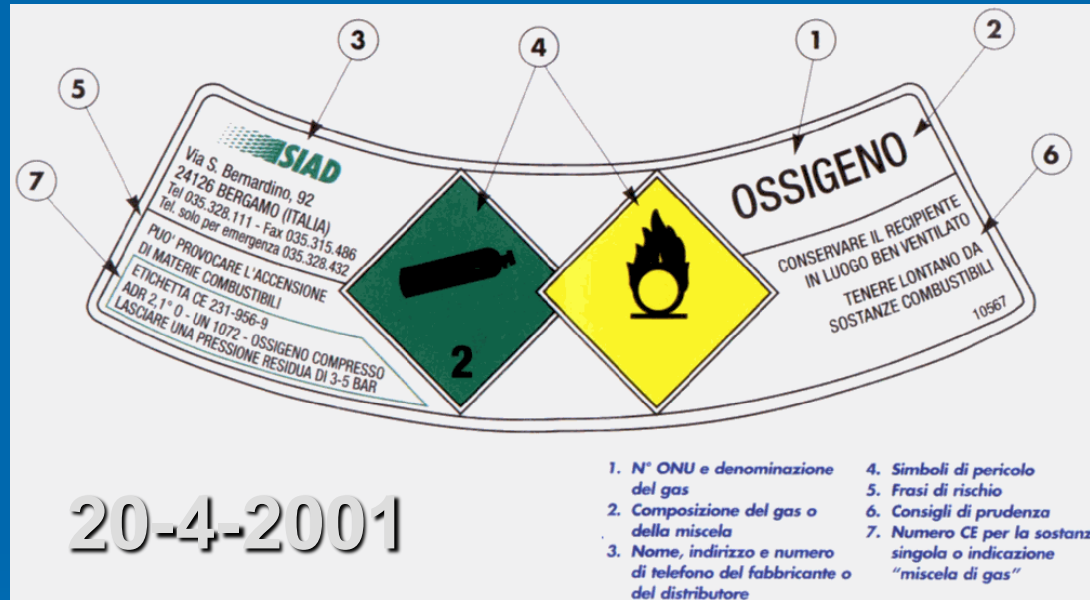 3
4
1
2
5
7
6
SIAD
Via S. Bernardino, 92
24126 BERGAMO (ITALIA)
Tel 035.328.111 - Fax 035.315.486
Tel. solo per emergenza 035.328.432
PUO' PROVOCARE L'ACCENSIONE
DI MATERIE COMBUSTIBILI
ETICHETTA CE 231-956-9
ADR 2,1° O - UN 1072 - OSSIGENO COMPRESSO
LASCIARE UNA PRESSIONE RESIDUA DI 3-5 BAR
2
OSSIGENO
CONSERVARE IL RECIPIENTE
IN LUOGO BEN VENTILATO
TENERE LONTANO DA
SOSTANZE COMBUSTIBILI
10567
20-4-2001
1. N° ONU e denominazione
del gas
2. Composizione del gas o
della miscela
3. Nome, indirizzo e numero
di telefono del fabbricante o
del distributore
4. Simboli di pericolo
5. Frasi di rischio
6. Consigli di prudenza
7. Numero CE per la sostanz
singola o indicazione
"miscela di gas"